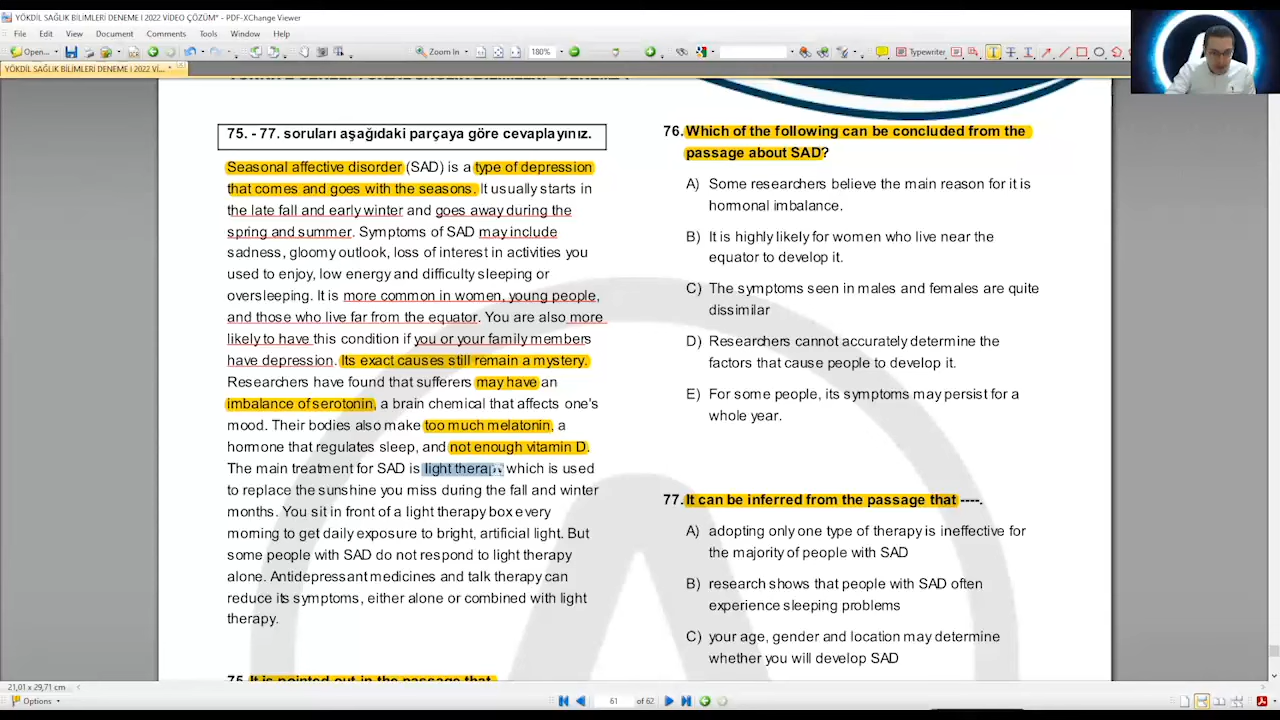 YÖKDİL SAĞLIK BİLİMLERİ DENEME I 2022 VİDEO ÇÖZÜM* - PDF-XChange Viewer
File Edit View Document Comments Tools Window Help
Open... Zoom In 180% Typewriter
YÖKDİL SAĞLIK BİLİMLERİ DENEME I 2022 Vİ... *
75. - 77. soruları aşağıdaki parçaya göre cevaplayınız.
Seasonal affective disorder (SAD) is a type of depression
that comes and goes with the seasons. It usually starts in
the late fall and early winter and goes away during the
spring and summer. Symptoms of SAD may include
sadness, gloomy outlook, loss of interest in activities you
used to enjoy, low energy and difficulty sleeping or
oversleeping. It is more common in women, young people,
and those who live far from the equator. You are also more
likely to have this condition if you or your family members
have depression. Its exact causes still remain a mystery.
Researchers have found that sufferers may have an
imbalance of serotonin, a brain chemical that affects one's
mood. Their bodies also make too much melatonin, a
hormone that regulates sleep, and not enough vitamin D.
The main treatment for SAD is light therapy which is used
to replace the sunshine you miss during the fall and winter
months. You sit in front of a light therapy box every
morning to get daily exposure to bright, artificial light. But
some people with SAD do not respond to light therapy
alone. Antidepressant medicines and talk therapy can
reduce its symptoms, either alone or combined with light
therapy.
75. It is pointed out in the passage that
76. Which of the following can be concluded from the
passage about SAD?
A) Some researchers believe the main reason for it is
hormonal imbalance.
B) It is highly likely for women who live near the
equator to develop it.
C) The symptoms seen in males and females are quite
dissimilar
D) Researchers cannot accurately determine the
factors that cause people to develop it.
E) For some people, its symptoms may persist for a
whole year.
77. It can be inferred from the passage that ----.
A) adopting only one type of therapy is ineffective for
the majority of people with SAD
B) research shows that people with SAD often
experience sleeping problems
C) your age, gender and location may determine
whether you will develop SAD
21,01 x 29,71 cm
Options 61 of 62